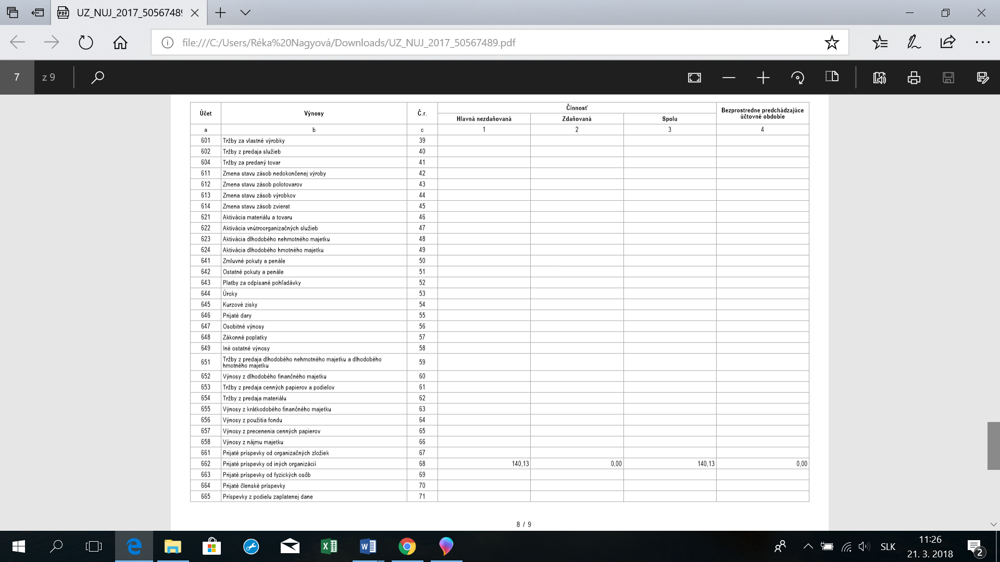 UZ_NUJ_2017_50567489
file:///C:/Users/Réka%20Nagyová/Downloads/UZ_NUJ_2017_50567489.pdf
7 z 9
Účet Výnosy Č.r. Činnosť Bezprostredne predchádzajúce účtovné obdobie
Hlavná nezdaňovaná Zdaňovaná Spolu
a b c 1 2 3 4
601 Tržby za vlastné výrobky 39
602 Tržby z predaja služieb 40
604 Tržby za predaný tovar 41
611 Zmena stavu zásob nedokončenej výroby 42
612 Zmena stavu zásob polotovarov 43
613 Zmena stavu zásob výrobkov 44
614 Zmena stavu zásob zvierat 45
621 Aktivácia materiálu a tovaru 46
622 Aktivácia vnútroorganizačných služieb 47
623 Aktivácia dlhodobého nehmotného majetku 48
624 Aktivácia dlhodobého hmotného majetku 49
641 Zmluvné pokuty a penále 50
642 Ostatné pokuty a penále 51
643 Platby za odpísané pohľadávky 52
644 Úroky 53
645 Kurzové zisky 54
646 Prijaté dary 55
647 Osobitné výnosy 56
648 Zákonné poplatky 57
649 Iné ostatné výnosy 58
651 Tržby z predaja dlhodobého nehmotného majetku a dlhodobého hmotného majetku 59
652 Výnosy z dlhodobého finančného majetku 60
653 Tržby z predaja cenných papierov a podielov 61
654 Tržby z predaja materiálu 62
655 Výnosy z krátkodobého finančného majetku 63
656 Výnosy z použitia fondu 64
657 Výnosy z precenenia cenných papierov 65
658 Výnosy z nájmu majetku 66
661 Prijaté príspevky od organizačných zložiek 67
662 Prijaté príspevky od iných organizácií 68 140,13 0,00 140,13 0,00
663 Prijaté príspevky od fyzických osôb 69
664 Prijaté členské príspevky 70
665 Príspevky z podielu zaplatenej dane 71
8 / 9
SLK
11:26
21. 3. 2018
2